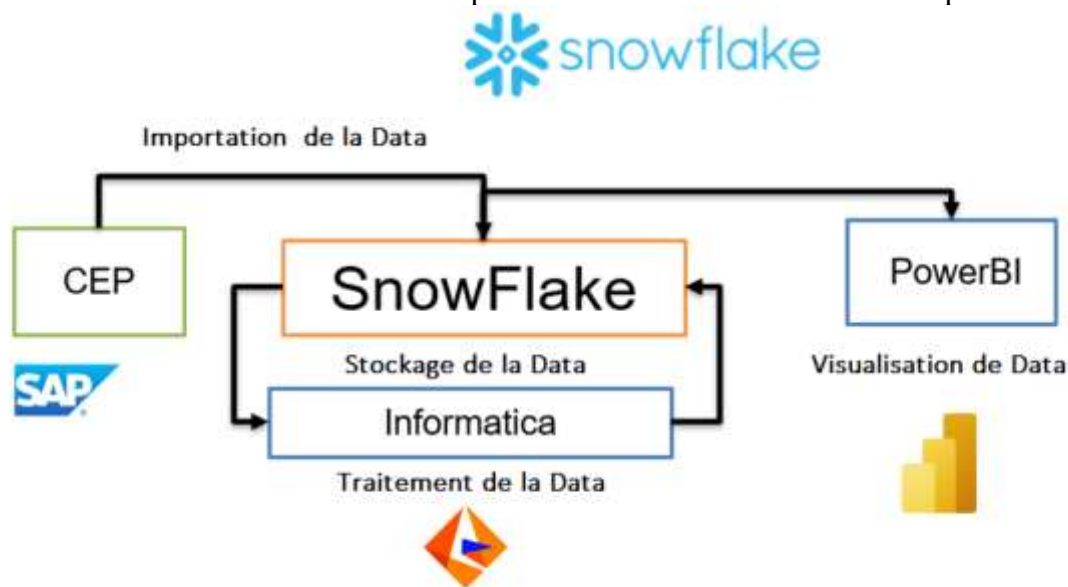 snowflake
Importation de la Data
CEP
SnowFlake
PowerBI
SAP
Stockage de la Data
Visualisation de Data
Informatica
Traitement de la Data